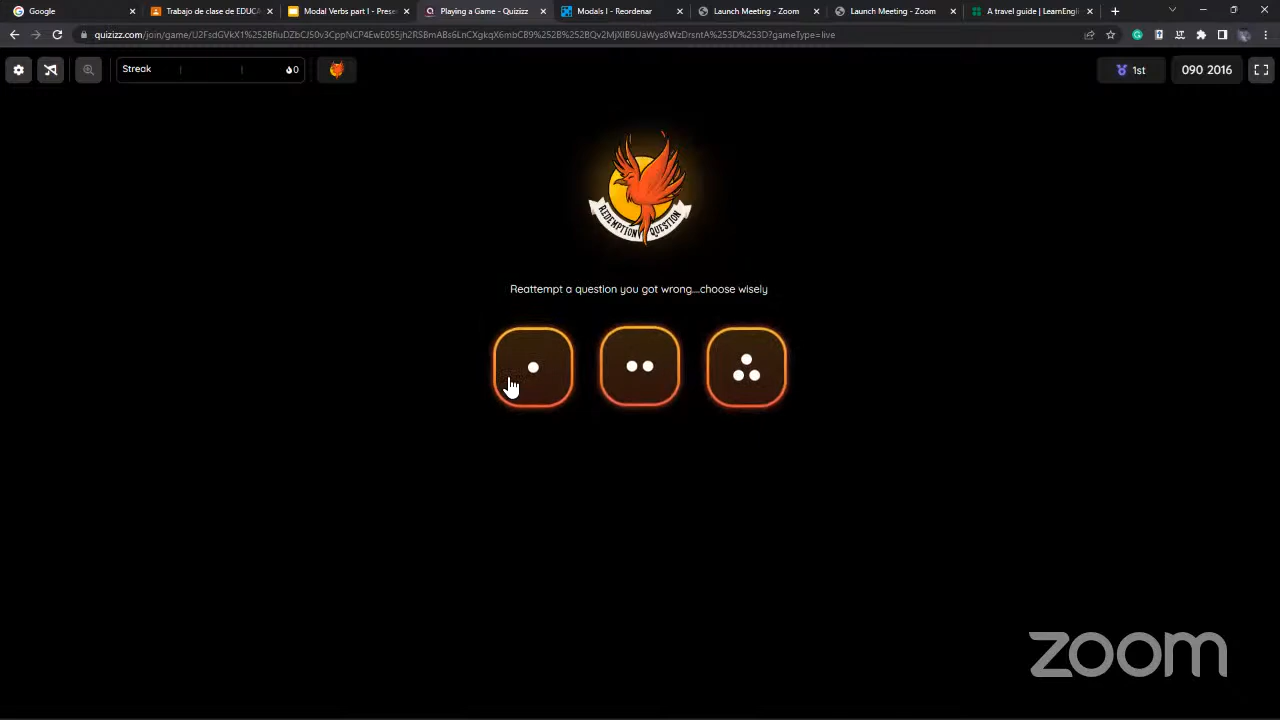 Google
Trabajo de clase de EDUCA
Modal Verbs part I - Prese
Playing a Game - Quizizz
Modals I - Reordenar
Launch Meeting - Zoom
Launch Meeting - Zoom
A travel guide | LearnEngli
Streak
0
1st
090 2016
REDEMPTION QUESTION
Reattempt a question you got wrong....choose wisely
zoom